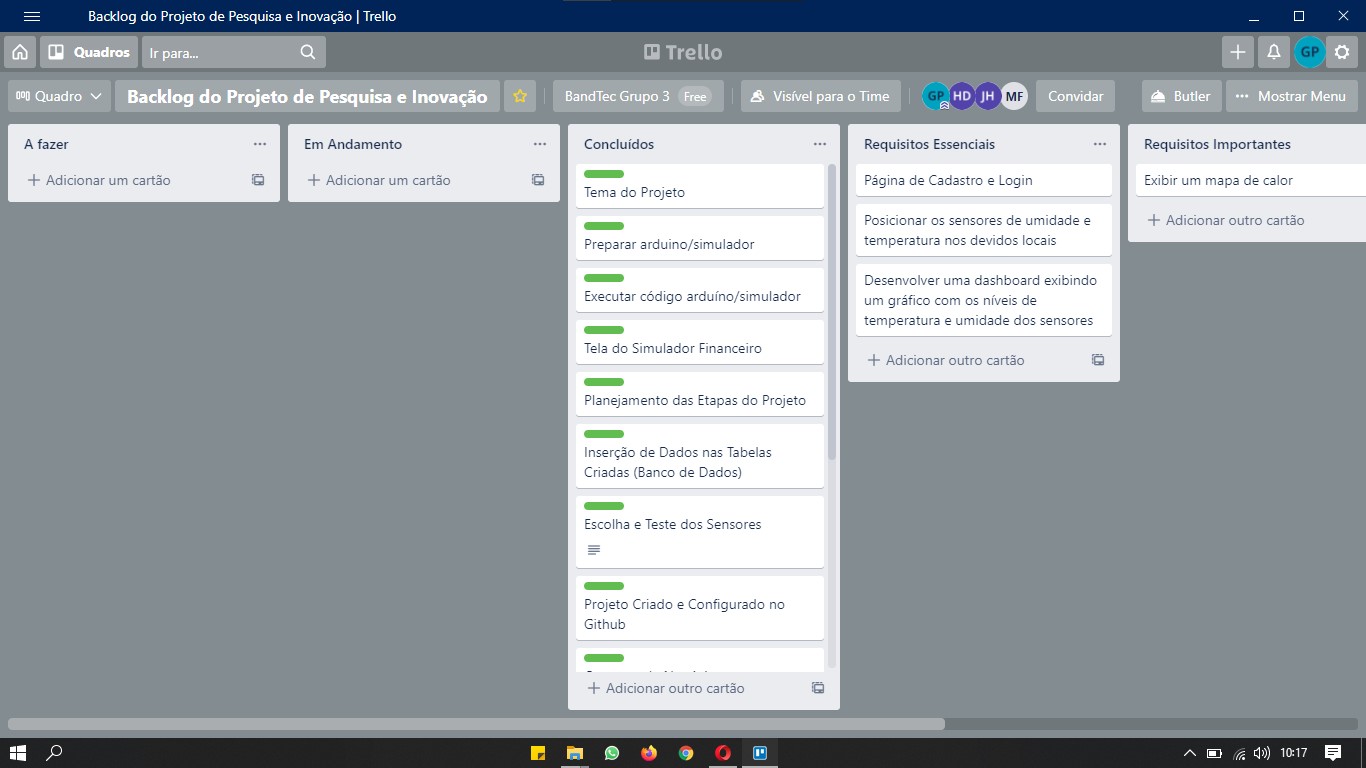 Backlog do Projeto de Pesquisa e Inovação | Trello
Quadros
Ir para...
Trello
GP
Quadro
Backlog do Projeto de Pesquisa e Inovação
BandTec Grupo 3 Free
Visível para o Time
GP HD JH MF
Convidar
Butler
Mostrar Menu
A fazer
Adicionar um cartão
Em Andamento
Adicionar um cartão
Concluídos
Tema do Projeto
Preparar arduino/simulador
Executar código arduíno/simulador
Tela do Simulador Financeiro
Planejamento das Etapas do Projeto
Inserção de Dados nas Tabelas
Criadas (Banco de Dados)
Escolha e Teste dos Sensores
Projeto Criado e Configurado no
Github
Adicionar outro cartão
Requisitos Essenciais
Página de Cadastro e Login
Posicionar os sensores de umidade e
temperatura nos devidos locais
Desenvolver uma dashboard exibindo
um gráfico com os níveis de
temperatura e umidade dos sensores
Adicionar outro cartão
Requisitos Importantes
Exibir um mapa de calor
Adicionar outro cartão
10:17